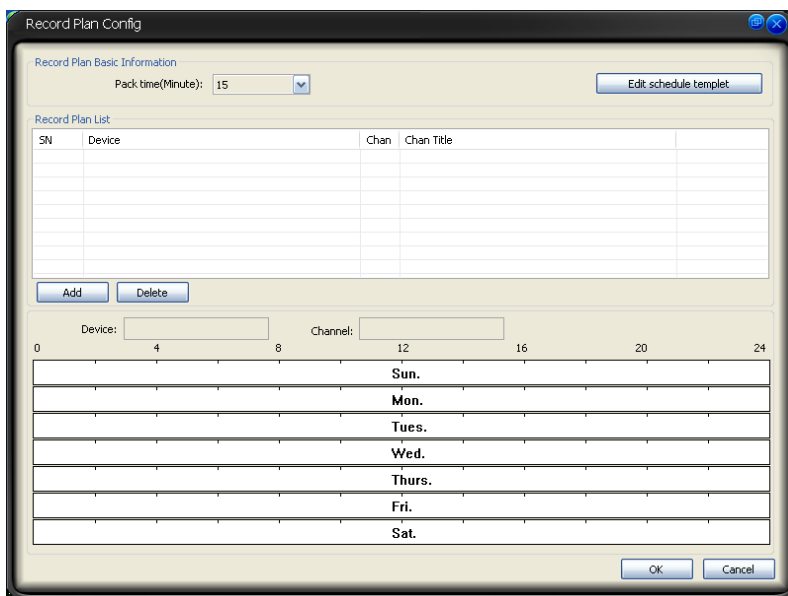 Record Plan Config
Record Plan Basic Information
Pack time(Minute): 15 Edit schedule templet
Record Plan List
SN Device Chan Chan Title
Add Delete
Device: Channel:
0 4 8 12 16 20 24
Sun.
Mon.
Tues.
Wed.
Thurs.
Fri.
Sat.
OK Cancel